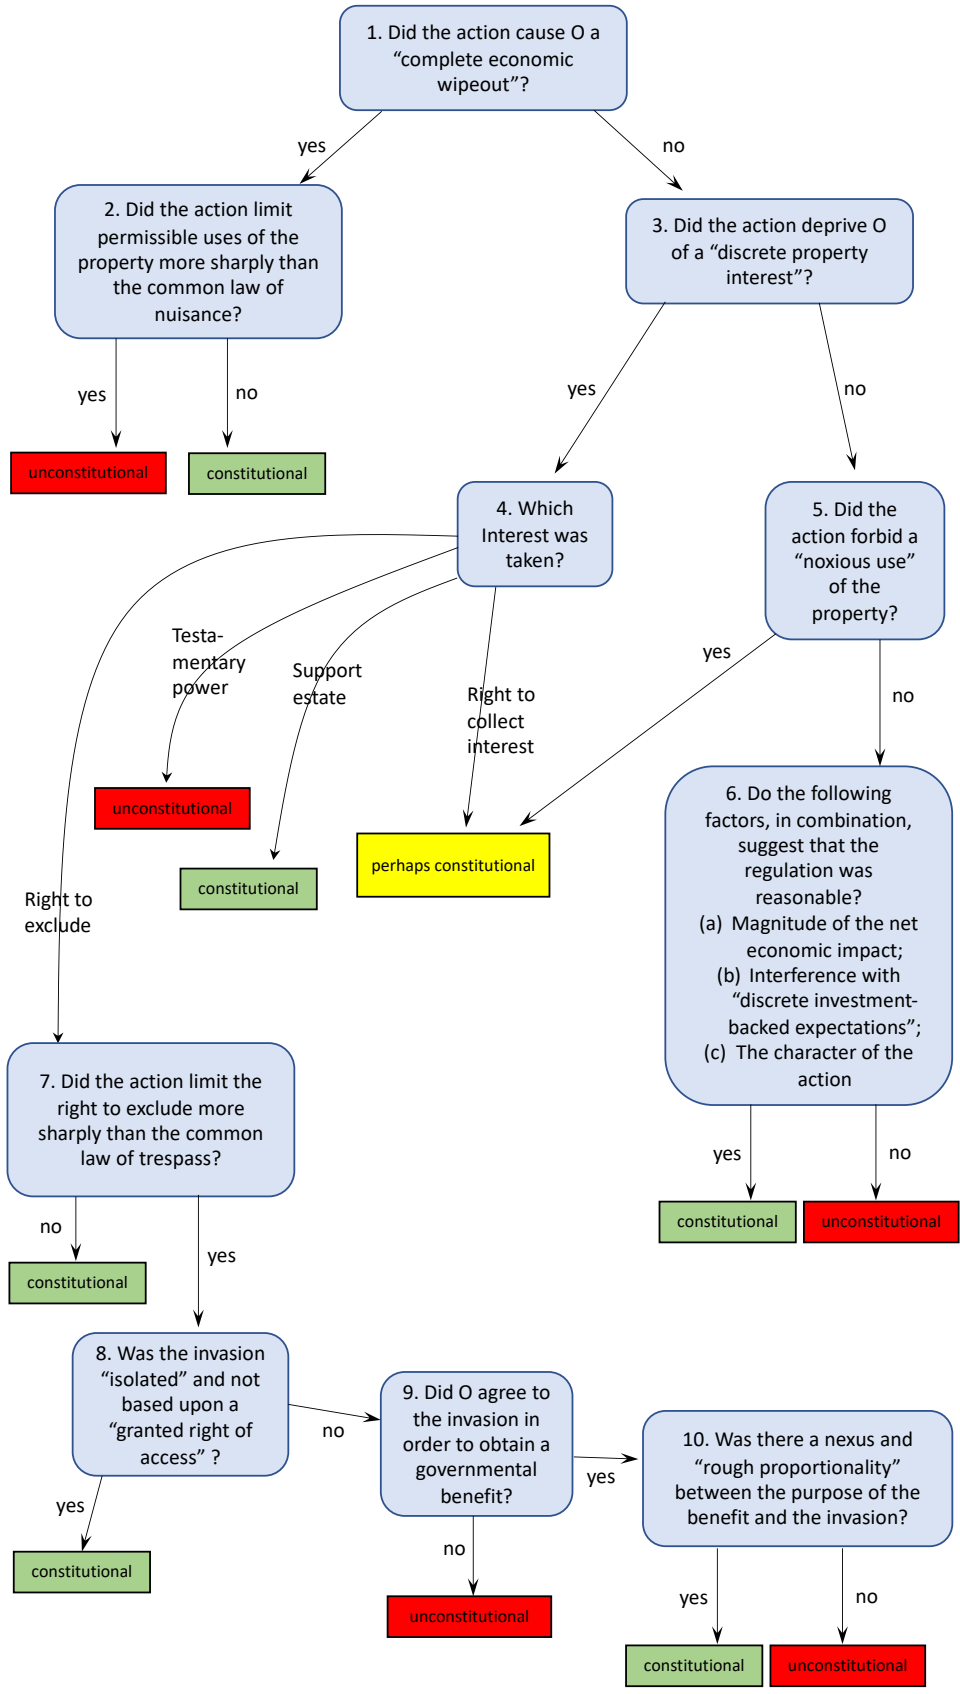 1. Did the action cause O a
“complete economic
wipeout”?
yes
no
2. Did the action limit
permissible uses of the
property more sharply than
the common law of
nuisance?
3. Did the action deprive O
of a “discrete property
interest”?
yes
no
unconstitutional
constitutional
yes
no
4. Which
Interest was
taken?
5. Did the
action forbid a
“noxious use”
of the
property?
Testa-
mentary
power
Support
estate
Right to
collect
interest
yes
no
unconstitutional
constitutional
perhaps constitutional
Right to
exclude
6. Do the following
factors, in combination,
suggest that the
regulation was
reasonable?
(a) Magnitude of the net
economic impact;
(b) Interference with
“discrete investment-
backed expectations”;
(c) The character of the
action
yes
no
constitutional
unconstitutional
7. Did the action limit the
right to exclude more
sharply than the common
law of trespass?
no
yes
constitutional
8. Was the invasion
“isolated” and not
based upon a
“granted right of
access” ?
no
yes
constitutional
9. Did O agree to
the invasion in
order to obtain a
governmental
benefit?
yes
no
unconstitutional
10. Was there a nexus and
“rough proportionality”
between the purpose of the
benefit and the invasion?
yes
no
constitutional
unconstitutional